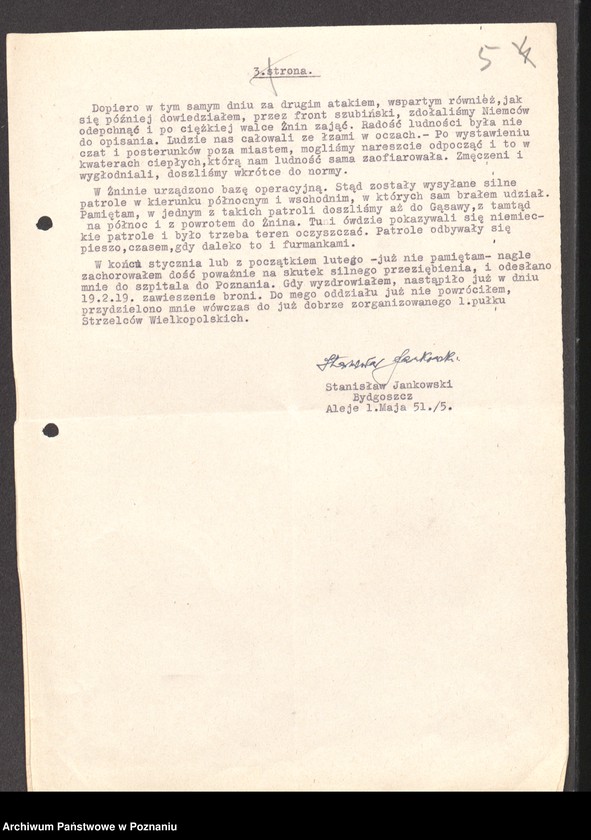 5 4
3.strona.
Dopiero w tym samym dniu za drugim atakiem, wspartym również,jak
się później dowiedziałem, przez front szubiński, zdołaliśmy Niemców
odepchnąć i po ciężkiej walce Żnin zająć. Radość ludności była nie
do opisania. Ludzie nas całowali ze łzami w oczach.- Po wystawieniu
czat i posterunków poza miastem, mogliśmy nareszcie odpocząć i to w
kwaterach ciepłych,którą nam ludność sama zaofiarowała. Zmęczeni i
wygłodniali, doszliśmy wkrótce do normy.
W Żninie urządzono bazę operacyjną. Stąd zostały wysyłane silne
patrole w kierunku północnym i wschodnim, w których sam brałem udział.
Pamiętam, w jednym z takich patroli doszliśmy aż do Gąsawy,z tamtąd
na północ i z powrotem do Żnina. Tu i ówdzie pokazywali się niemiec-
kie patrole i było trzeba teren oczyszczać. Patrole odbywały się
pieszo,czasem,gdy daleko to i furmankami.
W końcu stycznia lub z początkiem lutego -już nie pamiętam- nagle
zachorowałem dość poważnie na skutek silnego przeziębienia, i odesłano
mnie do szpitala do Poznania. Gdy wyzdrowiałem, nastąpiło już w dniu
19.2.19. zawieszenie broni. Do mego oddziału już nie powróciłem,
przydzielono mnie wówczas do już dobrze zorganizowanego 1.pułku
Strzelców Wielkopolskich.
Stanisław Jankowski.
Stanisław Jankowski
Bydgoszcz
Aleje 1.Maja 51./5.
Archiwum Państwowe w Poznaniu